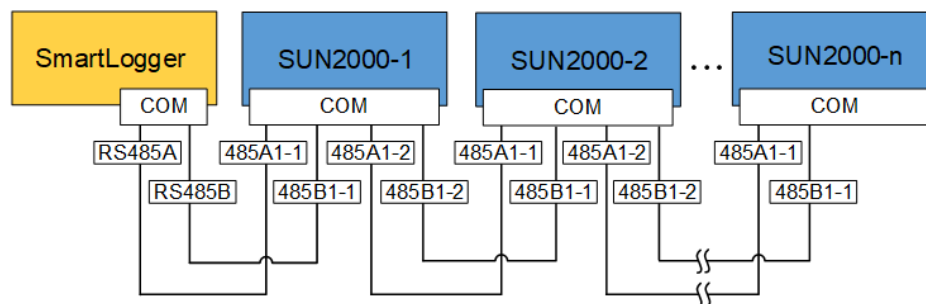 SmartLogger
SUN2000-1
SUN2000-2
...
SUN2000-n
COM
COM
COM
COM
RS485A
485A1-1
485A1-2
485A1-1
485A1-2
485A1-1
RS485B
485B1-1
485B1-2
485B1-1
485B1-2
485B1-1